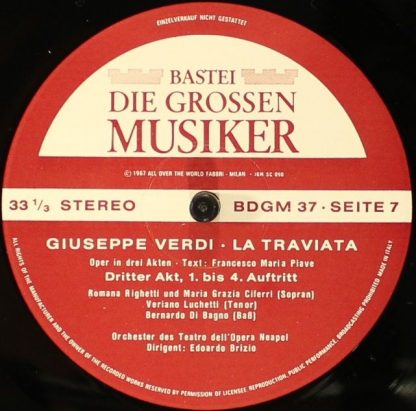 EINZELVERKAUF NICHT GESTATTET
BASTEI
DIE GROSSEN
MUSIKER
Ⓟ 1967 ALL OVER THE WORLD FABBRI - MILAN · IGM SC 090
33 1/3 STEREO
BDGM 37 · SEITE 7
GIUSEPPE VERDI · LA TRAVIATA
Oper in drei Akten · Text: Francesco Maria Piave
Dritter Akt, 1. bis 4. Auftritt
Romana Righetti und Maria Grazia Ciferri (Sopran)
Veriano Luchetti (Tenor)
Bernardo Di Bagno (Baß)
Orchester des Teatro dell'Opera Neapel
Dirigent: Edoardo Brizio
ALL RIGHTS OF THE MANUFACTURER AND THE OWNER OF THE RECORDED WORKS RESERVED BY PERMISSION OF LICENSEE. REPRODUCTION, PUBLIC PERFORMANCE, BROADCASTING PROHIBITED MADE IN ITALY